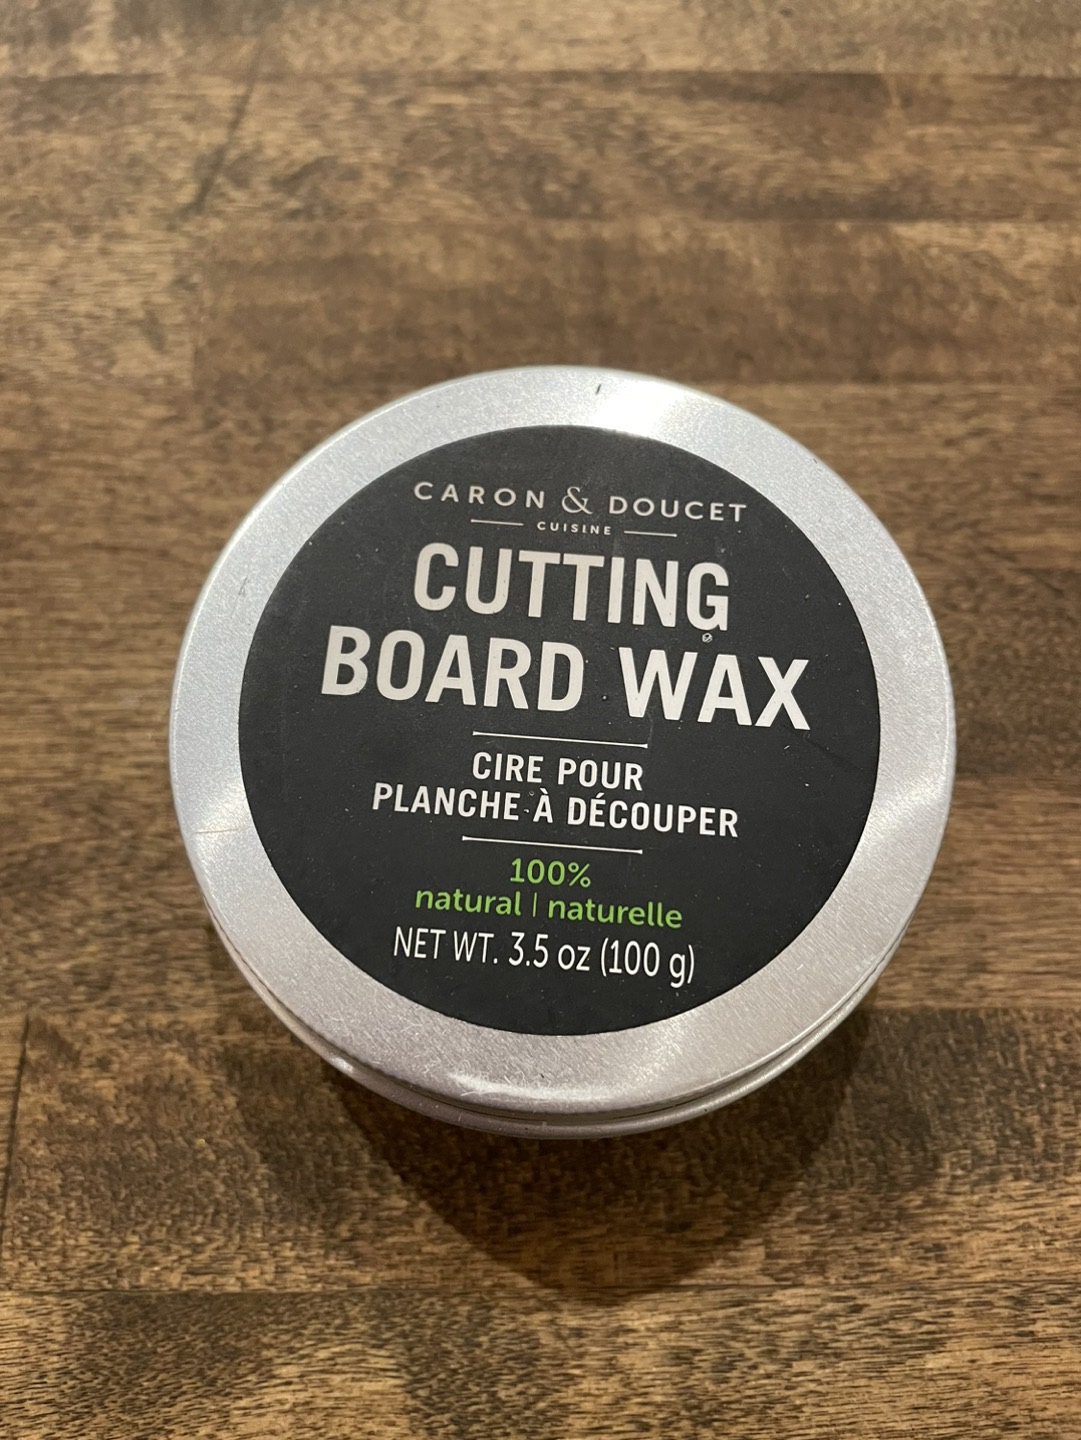 CARON & DOUCET
CUISINE
CUTTING
BOARD WAX
CIRE POUR
PLANCHE À DÉCOUPER
100%
natural | naturelle
NET WT. 3.5 oz (100 g)